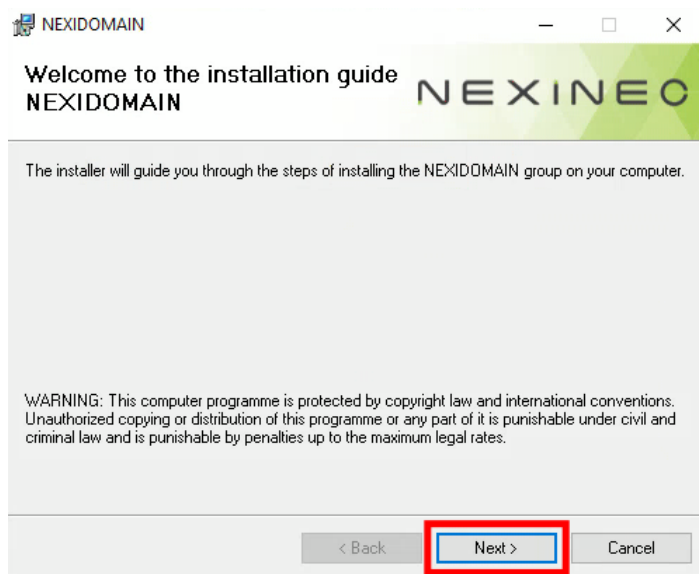 NEXIDOMAIN
Welcome to the installation guide
NEXIDOMAIN
NEXINEC
The installer will guide you through the steps of installing the NEXIDOMAIN group on your computer.
WARNING: This computer programme is protected by copyright law and international conventions.
Unauthorized copying or distribution of this programme or any part of it is punishable under civil and
criminal law and is punishable by penalties up to the maximum legal rates.
< Back
Next >
Cancel